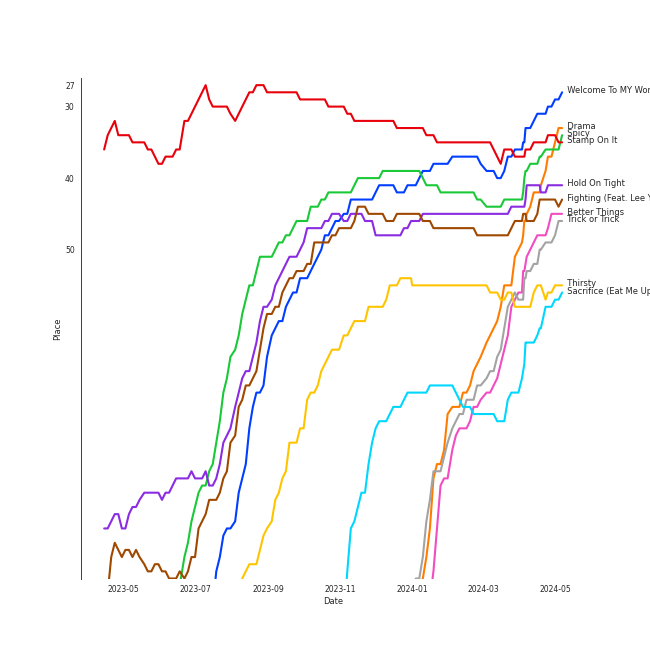 27
30
40
50
Place
Welcome To MY Wor
Drama
Spicy
Stamp On It
Hold On Tight
Fighting (Feat. Lee Y
Better Things
Trick or Trick
Thirsty
Sacrifice (Eat Me Up
2023-05 2023-07 2023-09 2023-11 2024-01 2024-03 2024-05
Date